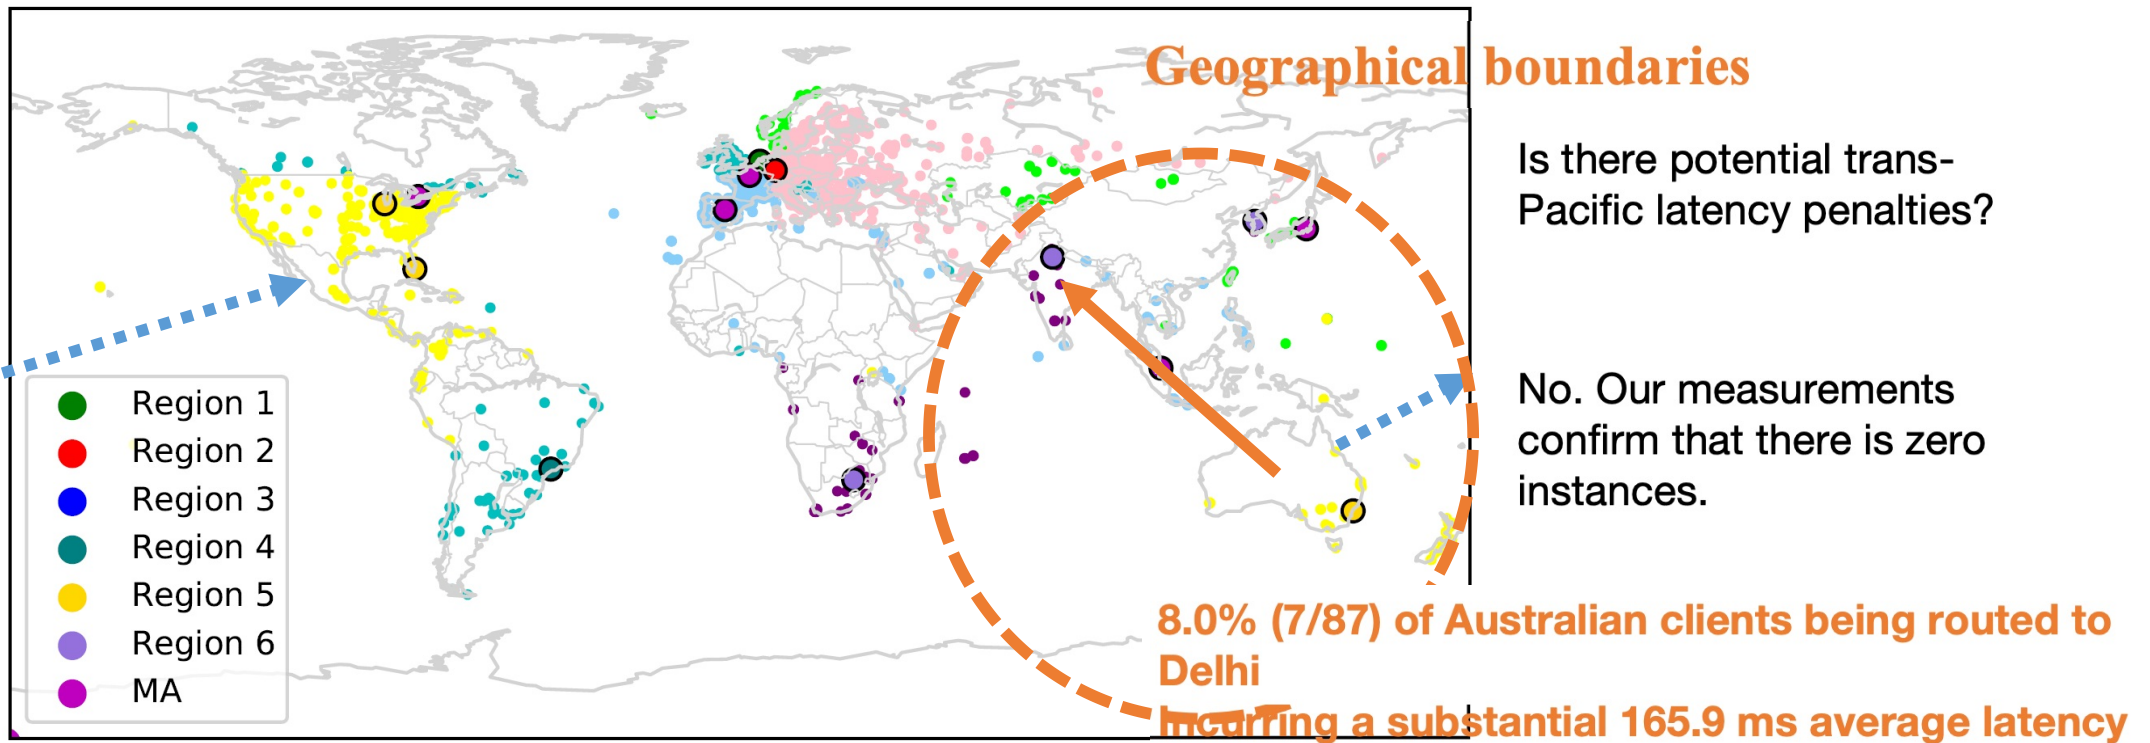 Geographical boundaries
Is there potential trans-
Pacific latency penalties?
No. Our measurements
confirm that there is zero
instances.
Region 1
Region 2
Region 3
Region 4
Region 5
Region 6
MA
8.0% (7/87) of Australian clients being routed to
Delhi
Incurring a substantial 165.9 ms average latency